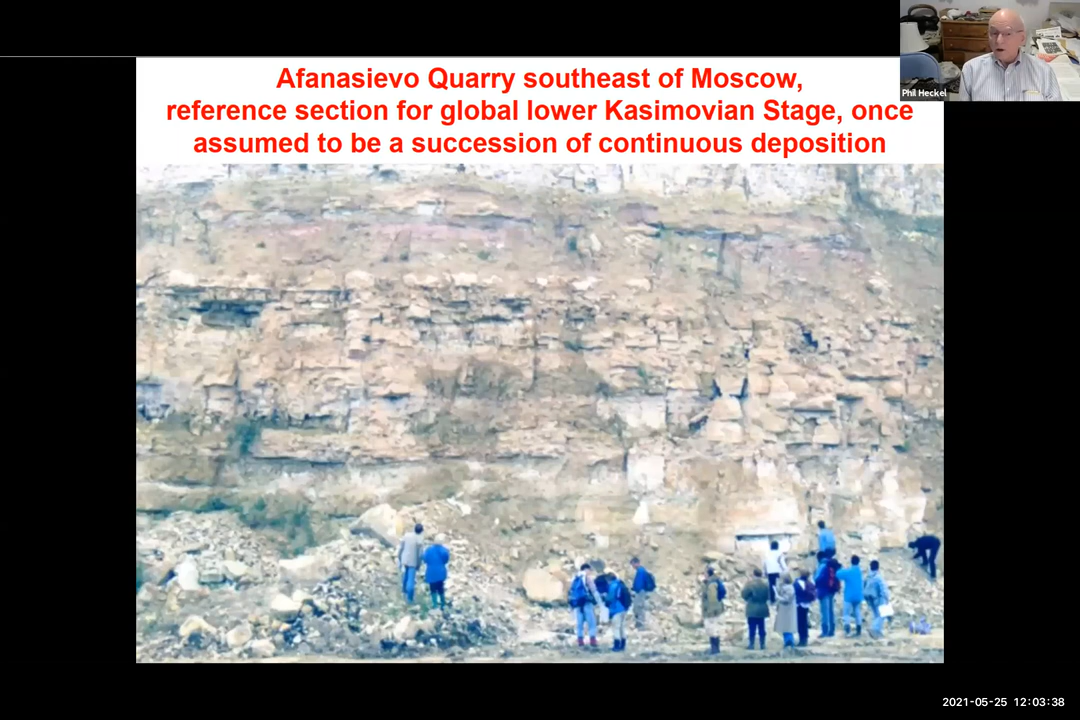 Afanasievo Quarry southeast of Moscow,
reference section for global lower Kasimovian Stage, once
assumed to be a succession of continuous deposition
Phil Heckel
2021-05-25 12:03:38